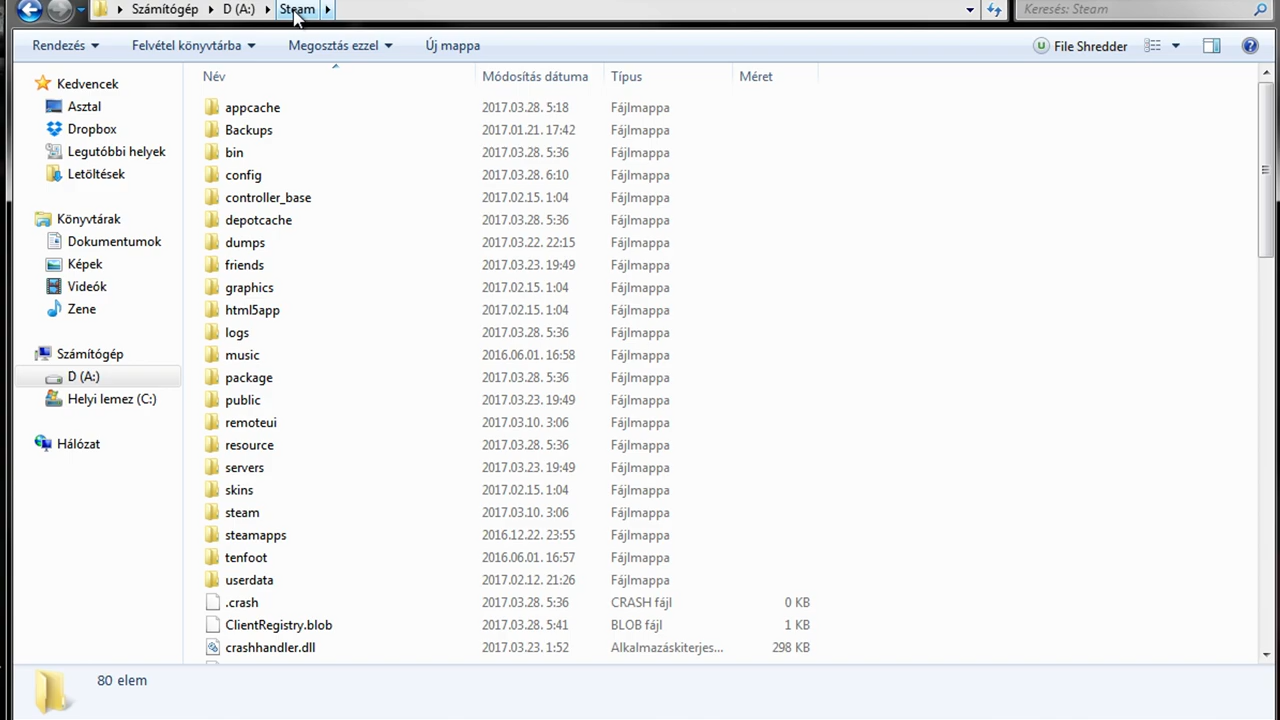 Számítógép D (A:) Steam Keresés: Steam
Rendezés Felvétel könyvtárba Megosztás ezzel Új mappa File Shredder
Név Módosítás dátuma Típus Méret
Kedvencek
Asztal
Dropbox
Legutóbbi helyek
Letöltések
Könyvtárak
Dokumentumok
Képek
Videók
Zene
Számítógép
D (A:)
Helyi lemez (C:)
Hálózat
appcache 2017.03.28. 5:18 Fájlmappa
Backups 2017.01.21. 17:42 Fájlmappa
bin 2017.03.28. 5:36 Fájlmappa
config 2017.03.28. 6:10 Fájlmappa
controller_base 2017.02.15. 1:04 Fájlmappa
depotcache 2017.03.28. 5:36 Fájlmappa
dumps 2017.03.22. 22:15 Fájlmappa
friends 2017.03.23. 19:49 Fájlmappa
graphics 2017.02.15. 1:04 Fájlmappa
html5app 2017.02.15. 1:04 Fájlmappa
logs 2017.03.28. 5:36 Fájlmappa
music 2016.06.01. 16:58 Fájlmappa
package 2017.03.28. 5:36 Fájlmappa
public 2017.03.23. 19:49 Fájlmappa
remoteui 2017.03.10. 3:06 Fájlmappa
resource 2017.03.28. 5:36 Fájlmappa
servers 2017.03.23. 19:49 Fájlmappa
skins 2017.02.15. 1:04 Fájlmappa
steam 2017.03.10. 3:06 Fájlmappa
steamapps 2016.12.22. 23:55 Fájlmappa
tenfoot 2016.06.01. 16:57 Fájlmappa
userdata 2017.02.12. 21:26 Fájlmappa
.crash 2017.03.28. 5:36 CRASH fájl 0 KB
ClientRegistry.blob 2017.03.28. 5:41 BLOB fájl 1 KB
crashhandler.dll 2017.03.23. 1:52 Alkalmazáskiterjes... 298 KB
80 elem